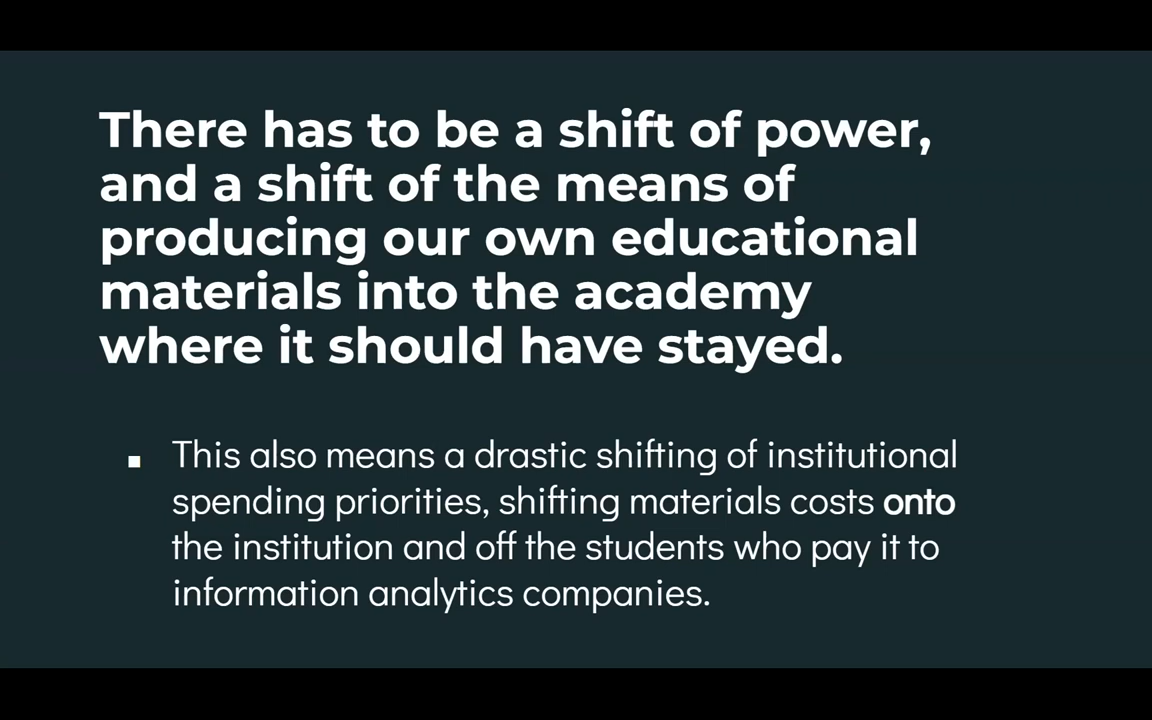 There has to be a shift of power,
and a shift of the means of
producing our own educational
materials into the academy
where it should have stayed.
▪ This also means a drastic shifting of institutional
spending priorities, shifting materials costs onto
the institution and off the students who pay it to
information analytics companies.